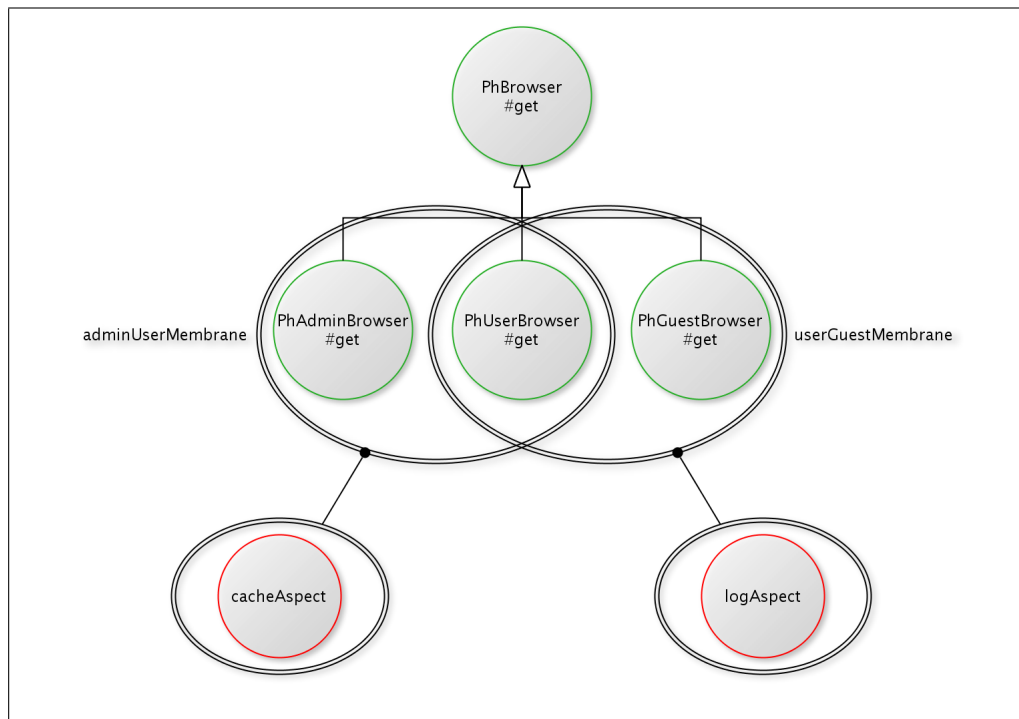 PhBrowser
#get
PhAdminBrowser
#get
PhUserBrowser
#get
PhGuestBrowser
#get
adminUserMembrane
userGuestMembrane
cacheAspect
logAspect